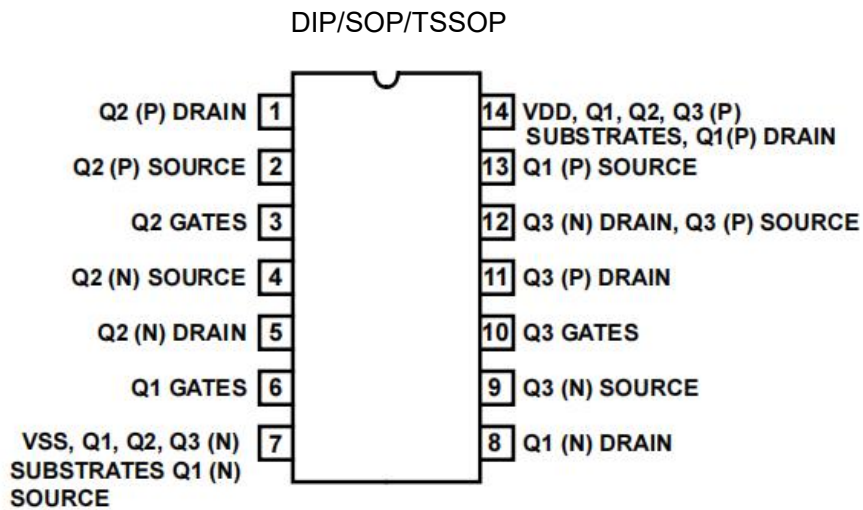 DIP/SOP/TSSOP
Q2 (P) DRAIN 1
Q2 (P) SOURCE 2
Q2 GATES 3
Q2 (N) SOURCE 4
Q2 (N) DRAIN 5
Q1 GATES 6
VSS, Q1, Q2, Q3 (N) 7
SUBSTRATES Q1 (N)
SOURCE
14 VDD, Q1, Q2, Q3 (P)
SUBSTRATES, Q1(P) DRAIN
13 Q1 (P) SOURCE
12 Q3 (N) DRAIN, Q3 (P) SOURCE
11 Q3 (P) DRAIN
10 Q3 GATES
9 Q3 (N) SOURCE
8 Q1 (N) DRAIN